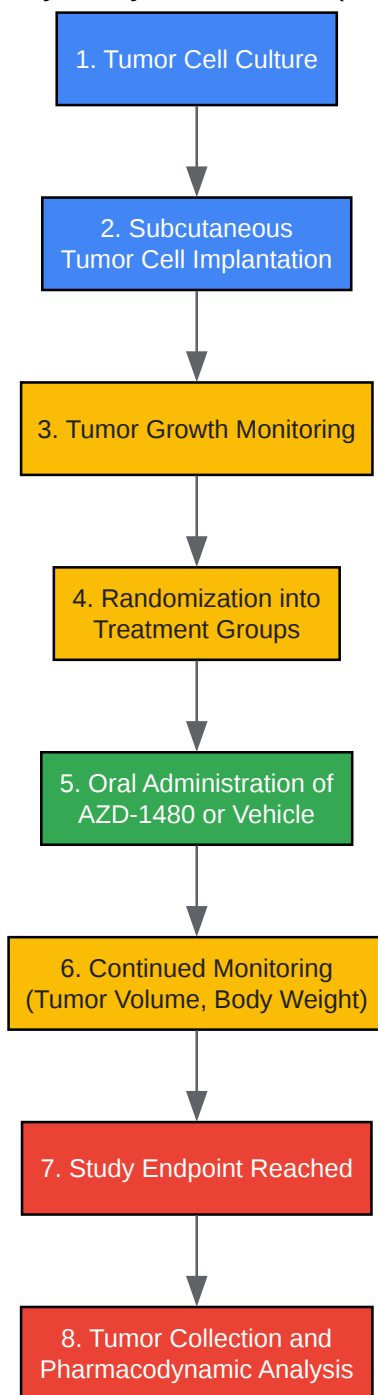 1. Tumor Cell Culture
2. Subcutaneous
Tumor Cell Implantation
3. Tumor Growth Monitoring
4. Randomization into
Treatment Groups
5. Oral Administration of
AZD-1480 or Vehicle
6. Continued Monitoring
(Tumor Volume, Body Weight)
7. Study Endpoint Reached
8. Tumor Collection and
Pharmacodynamic Analysis